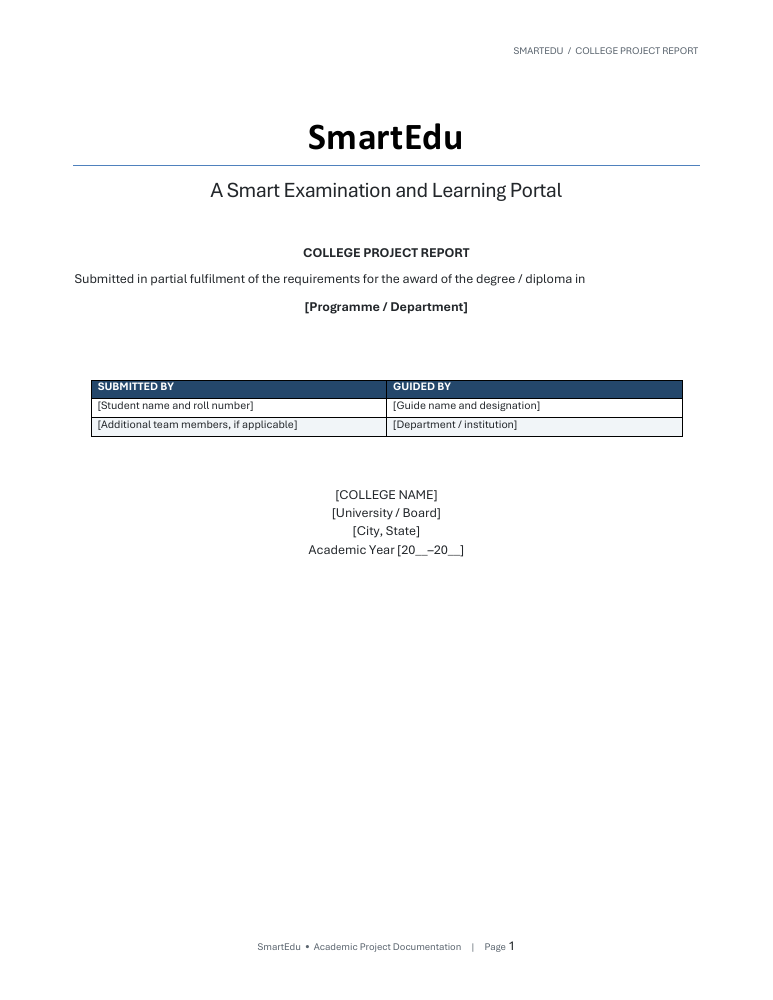 SMARTEDU / COLLEGE PROJECT REPORT
SmartEdu
A Smart Examination and Learning Portal
COLLEGE PROJECT REPORT
Submitted in partial fulfilment of the requirements for the award of the degree / diploma in
[Programme / Department]
SUBMITTED BY GUIDED BY
[Student name and roll number] [Guide name and designation]
[Additional team members, if applicable] [Department / institution]
[COLLEGE NAME]
[University / Board]
[City, State]
Academic Year [20__–20__]
SmartEdu • Academic Project Documentation | Page 1